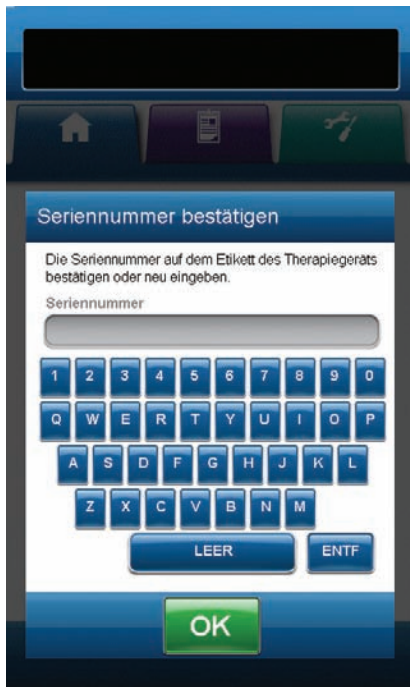 Seriennummer bestätigen
Die Seriennummer auf dem Etikett des Therapiegeräts
bestätigen oder neu eingeben.
Seriennummer
1 2 3 4 5 6 7 8 9 0
Q W E R T Y U I O P
A S D F G H J K L
Z X C V B N M
LEER ENTF
OK